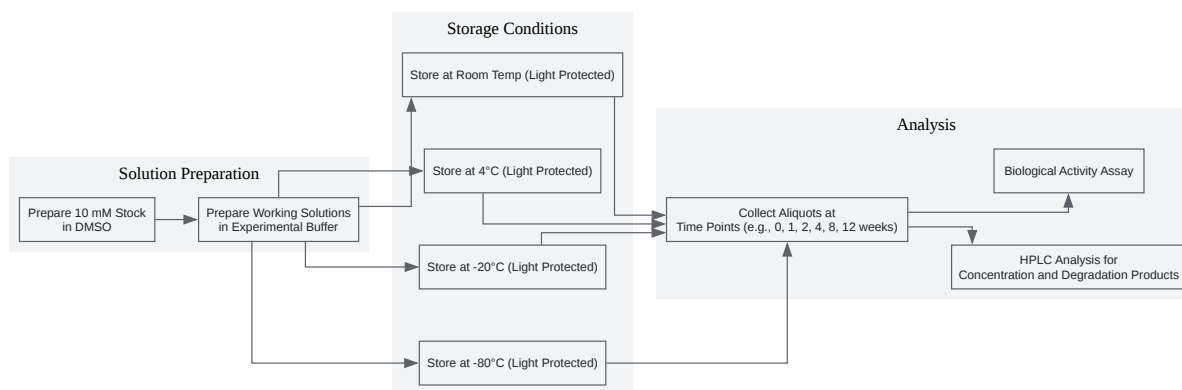 Solution Preparation
Prepare 10 mM Stock
in DMSO
Prepare Working Solutions
in Experimental Buffer
Storage Conditions
Store at Room Temp (Light Protected)
Store at 4°C (Light Protected)
Store at -20°C (Light Protected)
Store at -80°C (Light Protected)
Analysis
Collect Aliquots at
Time Points (e.g., 0, 1, 2, 4, 8, 12 weeks)
Biological Activity Assay
HPLC Analysis for
Concentration and Degradation Products